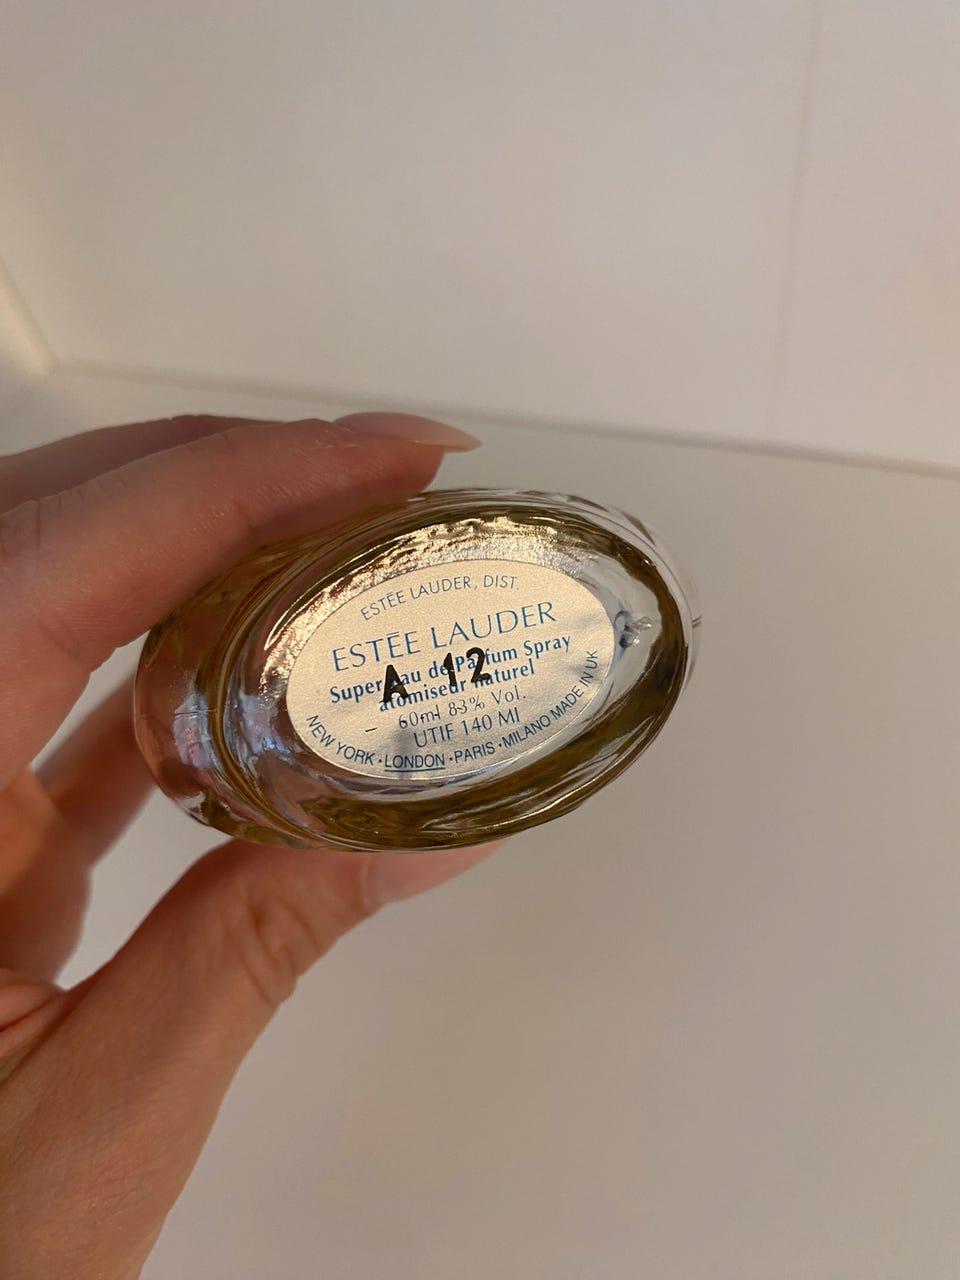 ESTĒE LAUDER, DIST.
ESTĒE LAUDER
Super Eau de Parfum Spray
A 12
atomiseur naturel
60ml 83% Vol.
UTIF 140 MI
NEW YORK · LONDON · PARIS · MILANO MADE IN UK